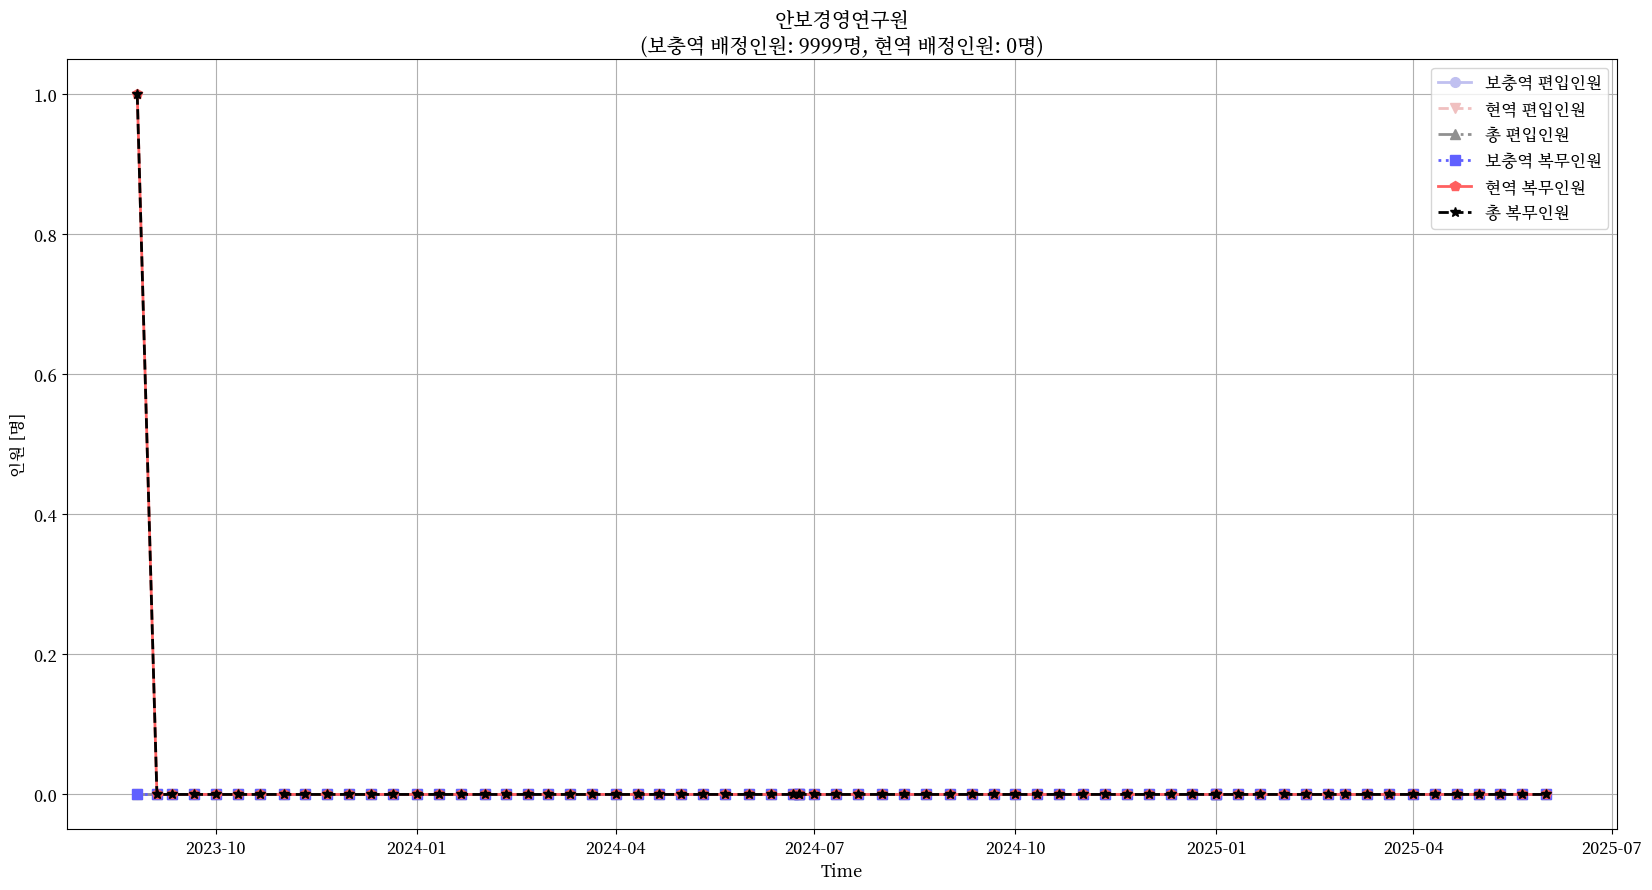 안보경영연구원
(보충역 배정인원: 9999명, 현역 배정인원: 0명)
보충역 편입인원
현역 편입인원
총 편입인원
보충역 복무인원
현역 복무인원
총 복무인원
인원 [명]
1.0
0.8
0.6
0.4
0.2
0.0
2023-10
2024-01
2024-04
2024-07
2024-10
2025-01
2025-04
2025-07
Time